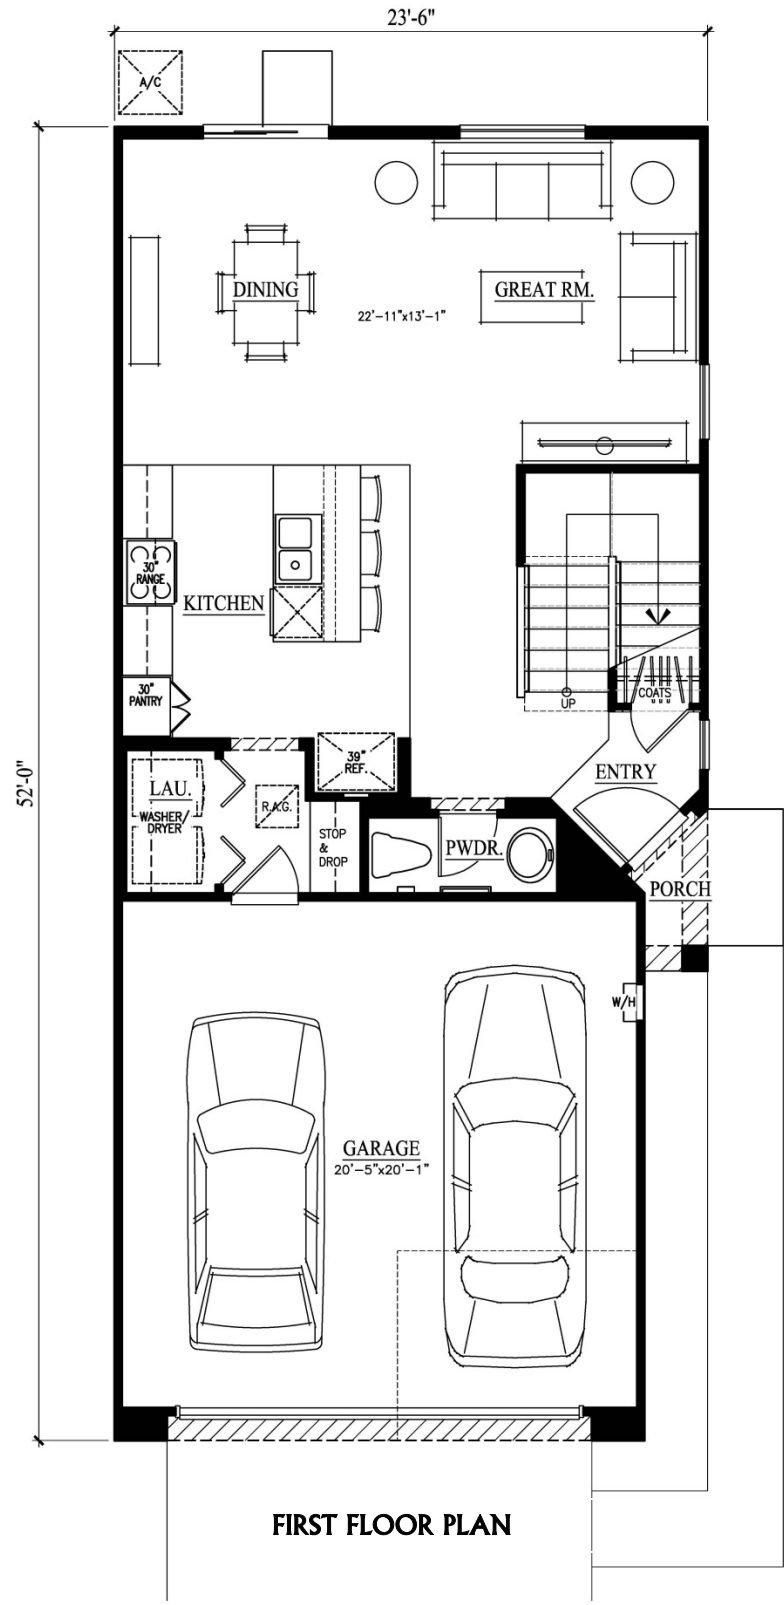 23'-6"
A/C
DINING
GREAT RM.
22'-11"x13'-1"
30"
RANGE
KITCHEN
30"
PANTRY
COATS
UP
52'-0"
LAU.
WASHER/
DRYER
R.A.G.
39"
REF.
ENTRY
STOP
&
DROP
PWDR.
PORCH
W/H
GARAGE
20'-5"x20'-1"
FIRST FLOOR PLAN